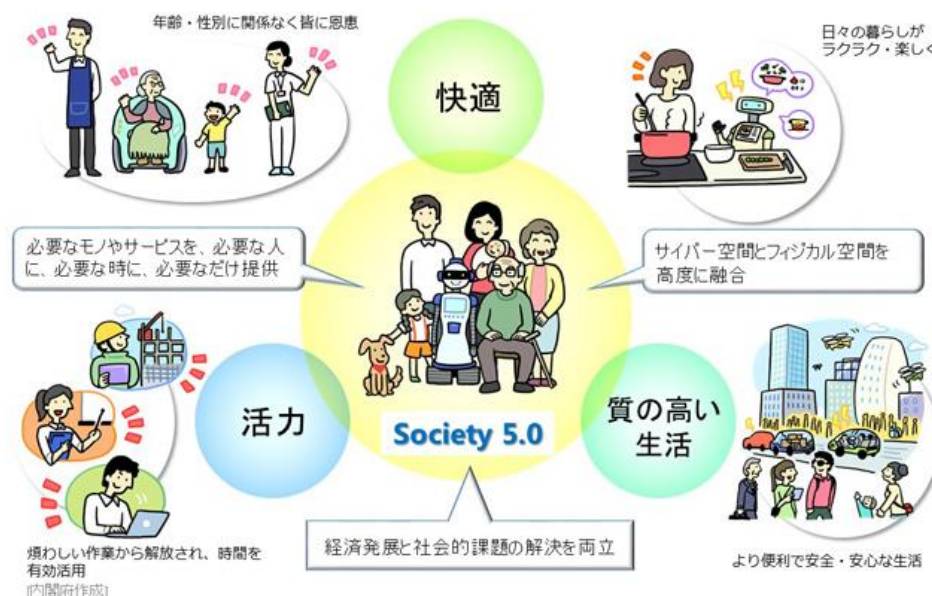 年齢・性別に関係なく皆に恩恵
日々の暮らしが
ラクラク・楽しく
快適
必要なモノやサービスを、必要な人
に、必要な時に、必要なだけ提供
サイバー空間とフィジカル空間を
高度に融合
活力
Society 5.0
質の高い
生活
経済発展と社会的課題の解決を両立
煩わしい作業から解放され、時間を
有効活用
[内閣府作成]
より便利で安全・安心な生活